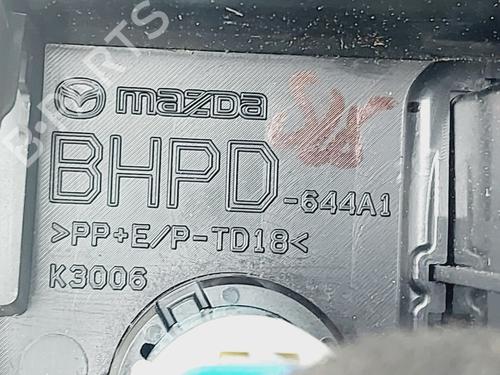 mazda
BHPD-644A1
>PP+E/P-TD18<
K3006
B-PARTS